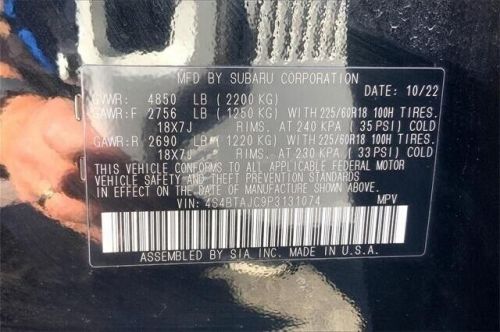 MFD BY SUBARU CORPORATION DATE: 10/22
GVWR: 4850 LB (2200 KG)
GAWR:F 2756 LB (1250 KG) WITH 225/60R18 100H TIRES.
18X7J RIMS. AT 240 KPA (35 PSI) COLD
GAWR:R 2690 LB (1220 KG) WITH 225/60R18 100H TIRES.
18X7J RIMS. AT 230 KPA (33 PSI) COLD
THIS VEHICLE CONFORMS TO ALL APPLICABLE FEDERAL MOTOR
VEHICLE SAFETY AND THEFT PREVENTION STANDARDS
IN EFFECT ON THE DATE OF MANUFACTURE SHOWN ABOVE.
VIN: 4S4BTAJC9P3131074 MPV
ASSEMBLED BY SIA, INC. MADE IN U.S.A.